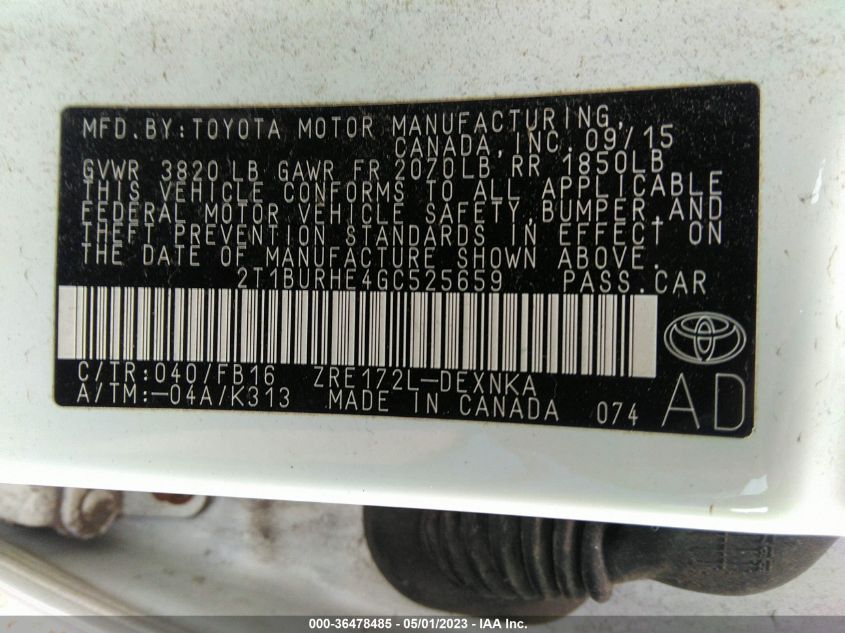 MFD.BY:TOYOTA MOTOR MANUFACTURING,
CANADA,INC. 09/15
GVWR 3820 LB GAWR FR 2070LB RR 1850LB
THIS VEHICLE CONFORMS TO ALL APPLICABLE
FEDERAL MOTOR VEHICLE SAFETY,BUMPER,AND
THEFT PREVENTION STANDARDS IN EFFECT ON
THE DATE OF MANUFACTURE SHOWN ABOVE.
2T1BURHE4GC525659 PASS.CAR
C/TR:040/FB16 ZRE172L-DEXNKA
A/TM:-04A/K313 MADE IN CANADA 074 AD
000-36478485 - 05/01/2023 - IAA Inc.